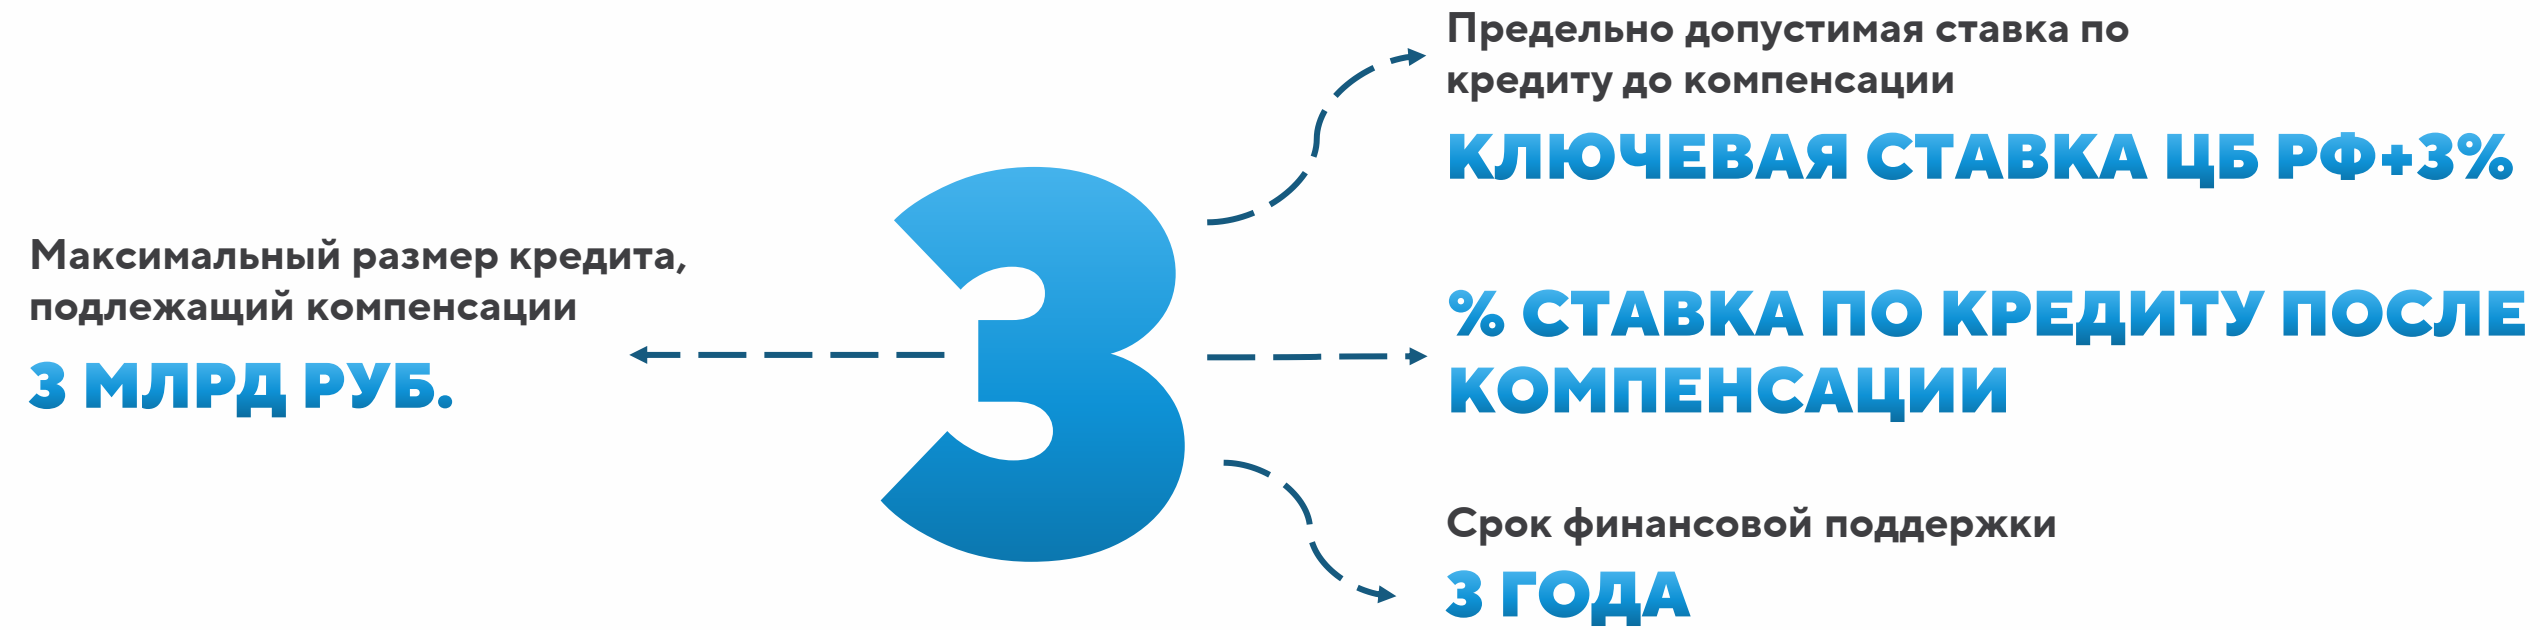 Максимальный размер кредита,
подлежащий компенсации
3 МЛРД РУБ.
3
Предельно допустимая ставка по
кредиту до компенсации
КЛЮЧЕВАЯ СТАВКА ЦБ РФ+3%
% СТАВКА ПО КРЕДИТУ ПОСЛЕ
КОМПЕНСАЦИИ
Срок финансовой поддержки
3 ГОДА